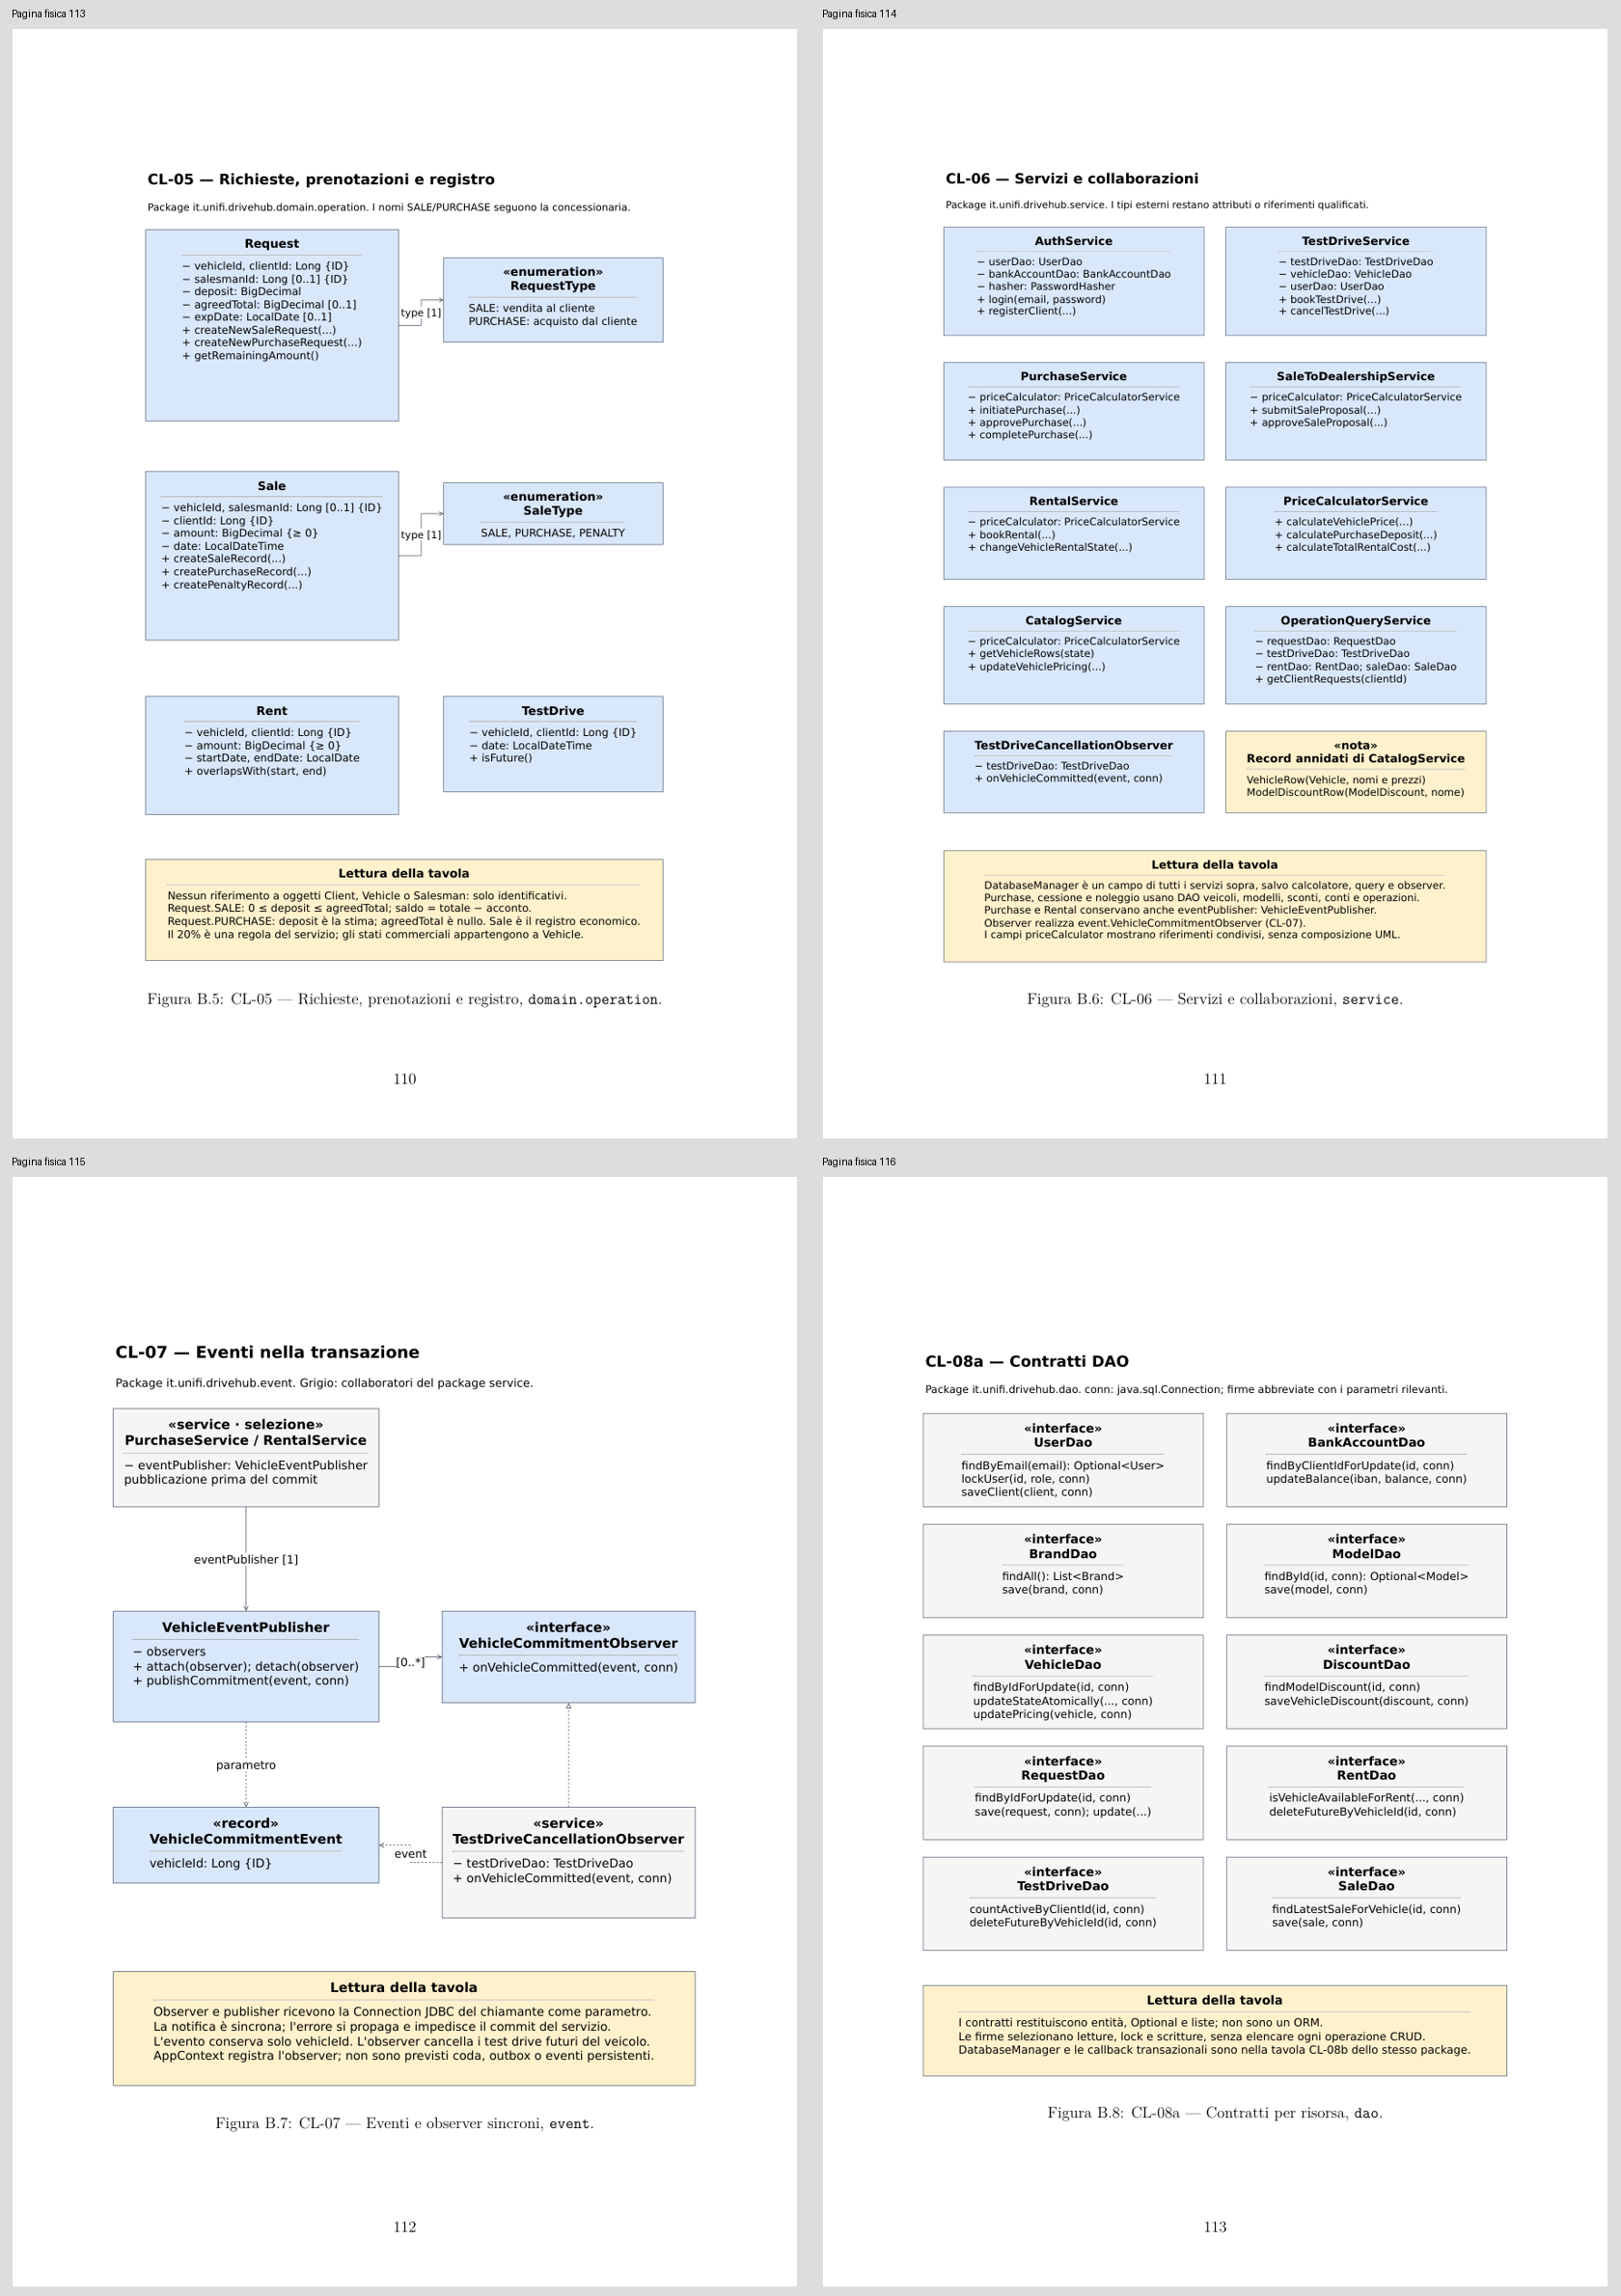 Pagina fisica 113
CL-05 — Richieste, prenotazioni e registro
Package it.unifi.drivehub.domain.operation. I nomi SALE/PURCHASE seguono la concessionaria.
Request
− vehicleId, clientId: Long {ID}
− salesmanId: Long [0..1] {ID}
− deposit: BigDecimal
− agreedTotal: BigDecimal [0..1]
− expDate: LocalDate [0..1]
+ createNewSaleRequest(...)
+ createNewPurchaseRequest(...)
+ getRemainingAmount()
type [1]
«enumeration»
RequestType
SALE: vendita al cliente
PURCHASE: acquisto dal cliente
Sale
− vehicleId, salesmanId: Long [0..1] {ID}
− clientId: Long {ID}
− amount: BigDecimal {≥ 0}
− date: LocalDateTime
+ createSaleRecord(...)
+ createPurchaseRecord(...)
+ createPenaltyRecord(...)
type [1]
«enumeration»
SaleType
SALE, PURCHASE, PENALTY
Rent
− vehicleId, clientId: Long {ID}
− amount: BigDecimal {≥ 0}
− startDate, endDate: LocalDate
+ overlapsWith(start, end)
TestDrive
− vehicleId, clientId: Long {ID}
− date: LocalDateTime
+ isFuture()
Lettura della tavola
Nessun riferimento a oggetti Client, Vehicle o Salesman: solo identificativi.
Request.SALE: 0 ≤ deposit ≤ agreedTotal; saldo = totale − acconto.
Request.PURCHASE: deposit è la stima; agreedTotal è nullo. Sale è il registro economico.
Il 20% è una regola del servizio; gli stati commerciali appartengono a Vehicle.
Figura B.5: CL-05 — Richieste, prenotazioni e registro, domain.operation.
110
Pagina fisica 114
CL-06 — Servizi e collaborazioni
Package it.unifi.drivehub.service. I tipi esterni restano attributi o riferimenti qualificati.
AuthService
− userDao: UserDao
− bankAccountDao: BankAccountDao
− hasher: PasswordHasher
+ login(email, password)
+ registerClient(...)
TestDriveService
− testDriveDao: TestDriveDao
− vehicleDao: VehicleDao
− userDao: UserDao
+ bookTestDrive(...)
+ cancelTestDrive(...)
PurchaseService
− priceCalculator: PriceCalculatorService
+ initiatePurchase(...)
+ approvePurchase(...)
+ completePurchase(...)
SaleToDealershipService
− priceCalculator: PriceCalculatorService
+ submitSaleProposal(...)
+ approveSaleProposal(...)
RentalService
− priceCalculator: PriceCalculatorService
+ bookRental(...)
+ changeVehicleRentalState(...)
PriceCalculatorService
+ calculateVehiclePrice(...)
+ calculatePurchaseDeposit(...)
+ calculateTotalRentalCost(...)
CatalogService
− priceCalculator: PriceCalculatorService
+ getVehicleRows(state)
+ updateVehiclePricing(...)
OperationQueryService
− requestDao: RequestDao
− testDriveDao: TestDriveDao
− rentDao: RentDao; saleDao: SaleDao
+ getClientRequests(clientId)
TestDriveCancellationObserver
− testDriveDao: TestDriveDao
+ onVehicleCommitted(event, conn)
«nota»
Record annidati di CatalogService
VehicleRow(Vehicle, nomi e prezzi)
ModelDiscountRow(ModelDiscount, nome)
Lettura della tavola
DatabaseManager è un campo di tutti i servizi sopra, salvo calcolatore, query e observer.
Purchase, cessione e noleggio usano DAO veicoli, modelli, sconti, conti e operazioni.
Purchase e Rental conservano anche eventPublisher: VehicleEventPublisher.
Observer realizza event.VehicleCommitmentObserver (CL-07).
I campi priceCalculator mostrano riferimenti condivisi, senza composizione UML.
Figura B.6: CL-06 — Servizi e collaborazioni, service.
111
Pagina fisica 115
CL-07 — Eventi nella transazione
Package it.unifi.drivehub.event. Grigio: collaboratori del package service.
«service · selezione»
PurchaseService / RentalService
− eventPublisher: VehicleEventPublisher
pubblicazione prima del commit
eventPublisher [1]
VehicleEventPublisher
− observers
+ attach(observer); detach(observer)
+ publishCommitment(event, conn)
[0..*]
«interface»
VehicleCommitmentObserver
+ onVehicleCommitted(event, conn)
parametro
«record»
VehicleCommitmentEvent
vehicleId: Long {ID}
event
«service»
TestDriveCancellationObserver
− testDriveDao: TestDriveDao
+ onVehicleCommitted(event, conn)
Lettura della tavola
Observer e publisher ricevono la Connection JDBC del chiamante come parametro.
La notifica è sincrona; l'errore si propaga e impedisce il commit del servizio.
L'evento conserva solo vehicleId. L'observer cancella i test drive futuri del veicolo.
AppContext registra l'observer; non sono previsti coda, outbox o eventi persistenti.
Figura B.7: CL-07 — Eventi e observer sincroni, event.
112
Pagina fisica 116
CL-08a — Contratti DAO
Package it.unifi.drivehub.dao. conn: java.sql.Connection; firme abbreviate con i parametri rilevanti.
«interface»
UserDao
findByEmail(email): Optional<User>
lockUser(id, role, conn)
saveClient(client, conn)
«interface»
BankAccountDao
findByClientIdForUpdate(id, conn)
updateBalance(iban, balance, conn)
«interface»
BrandDao
findAll(): List<Brand>
save(brand, conn)
«interface»
ModelDao
findById(id, conn): Optional<Model>
save(model, conn)
«interface»
VehicleDao
findByIdForUpdate(id, conn)
updateStateAtomically(..., conn)
updatePricing(vehicle, conn)
«interface»
DiscountDao
findModelDiscount(id, conn)
saveVehicleDiscount(discount, conn)
«interface»
RequestDao
findByIdForUpdate(id, conn)
save(request, conn); update(...)
«interface»
RentDao
isVehicleAvailableForRent(..., conn)
deleteFutureByVehicleId(id, conn)
«interface»
TestDriveDao
countActiveByClientId(id, conn)
deleteFutureByVehicleId(id, conn)
«interface»
SaleDao
findLatestSaleForVehicle(id, conn)
save(sale, conn)
Lettura della tavola
I contratti restituiscono entità, Optional e liste; non sono un ORM.
Le firme selezionano letture, lock e scritture, senza elencare ogni operazione CRUD.
DatabaseManager e le callback transazionali sono nella tavola CL-08b dello stesso package.
Figura B.8: CL-08a — Contratti per risorsa, dao.
113